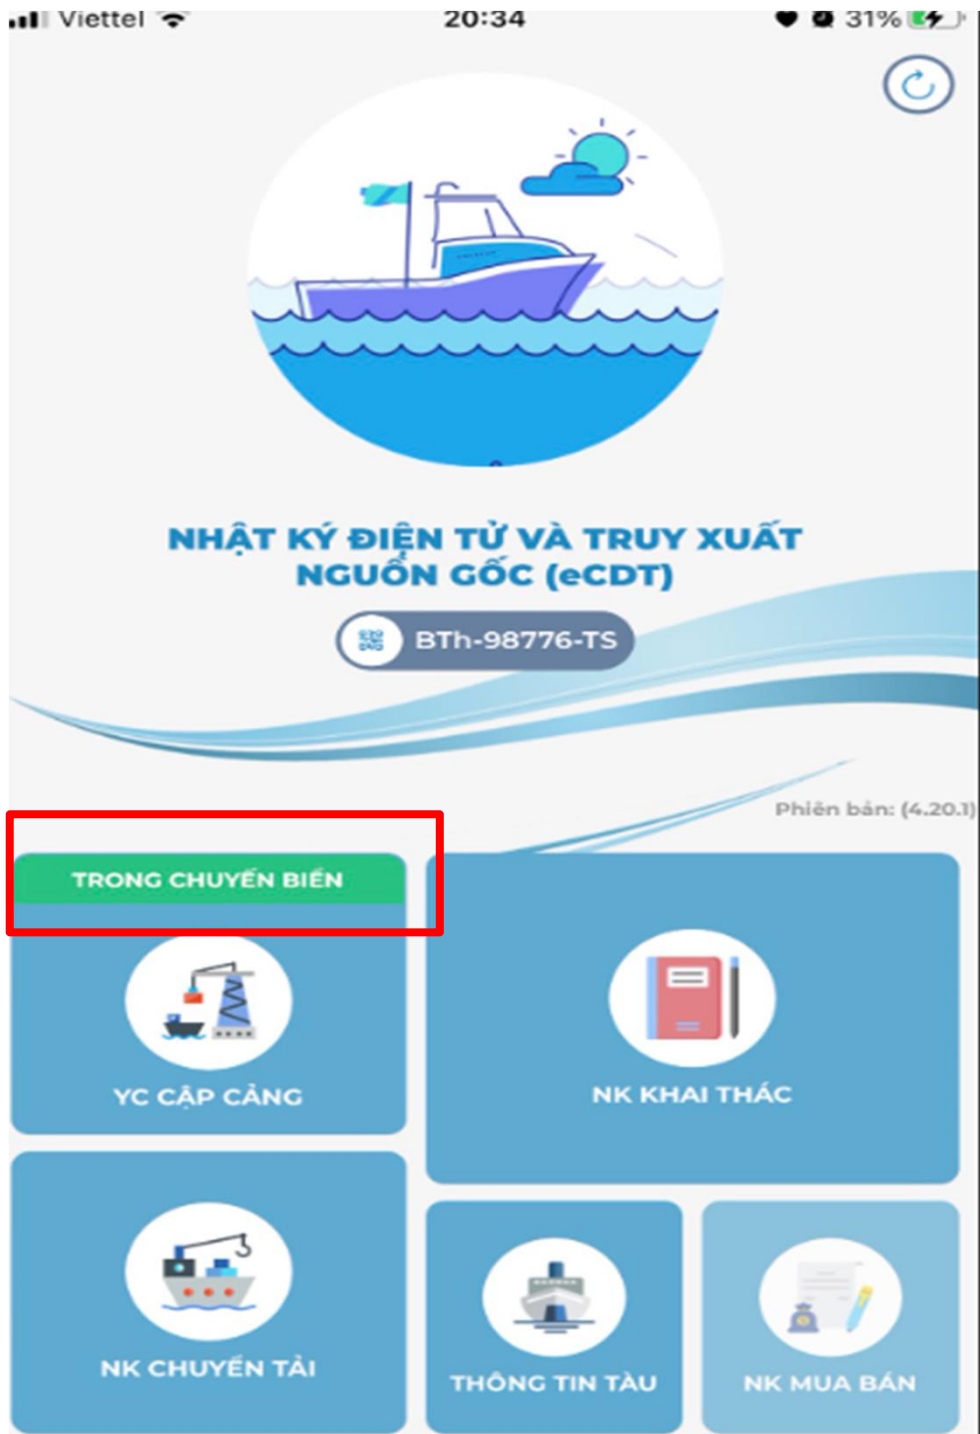 Viettel 20:34 31%
NHẬT KÝ ĐIỆN TỬ VÀ TRUY XUẤT
NGUỒN GỐC (eCDT)
BTh-98776-TS
Phiên bản: (4.20.1)
TRONG CHUYẾN BIỂN
YC CẬP CẢNG
NK KHAI THÁC
NK CHUYỂN TẢI
THÔNG TIN TÀU
NK MUA BÁN